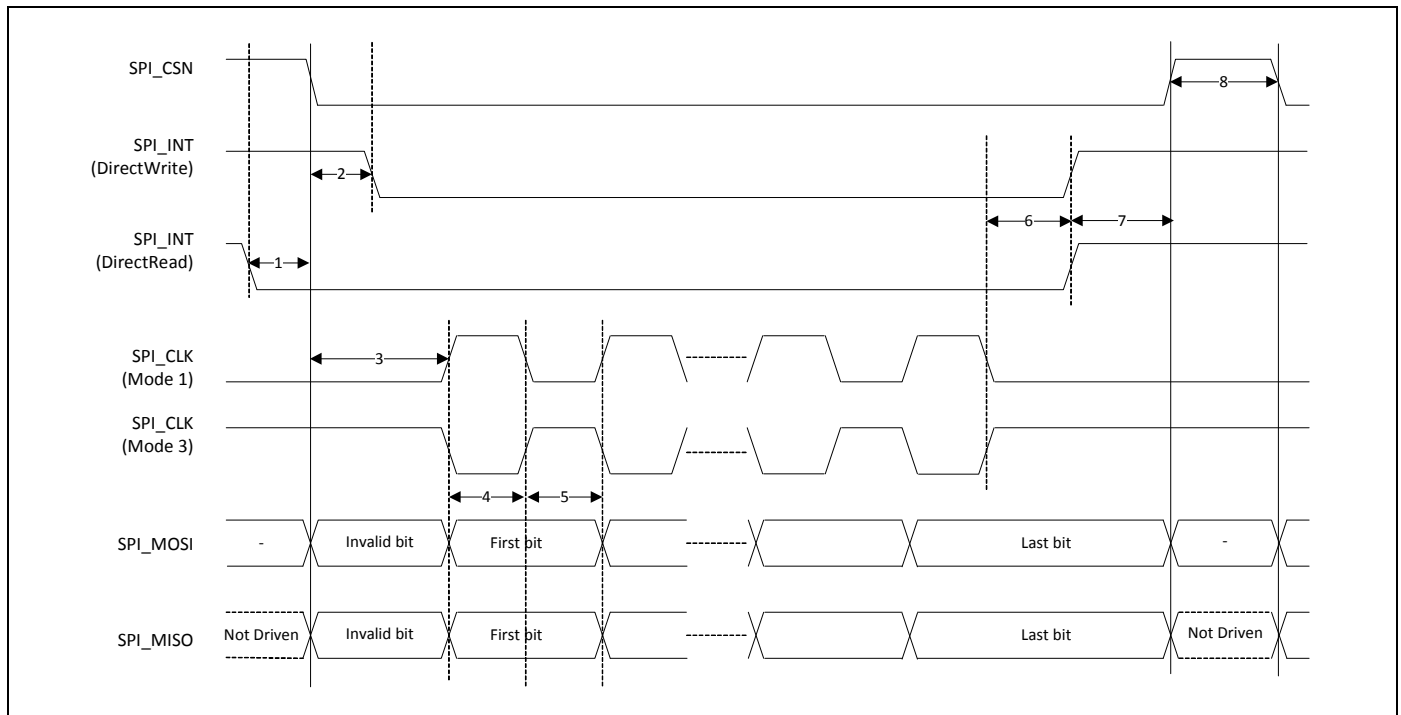 SPI_CSN
8
SPI_INT
(DirectWrite)
2
6
7
SPI_INT
(DirectRead)
1
SPI_CLK
(Mode 1)
3
SPI_CLK
(Mode 3)
4
5
SPI_MOSI
-
Invalid bit
First bit
Last bit
-
SPI_MISO
Not Driven
Invalid bit
First bit
Last bit
Not Driven